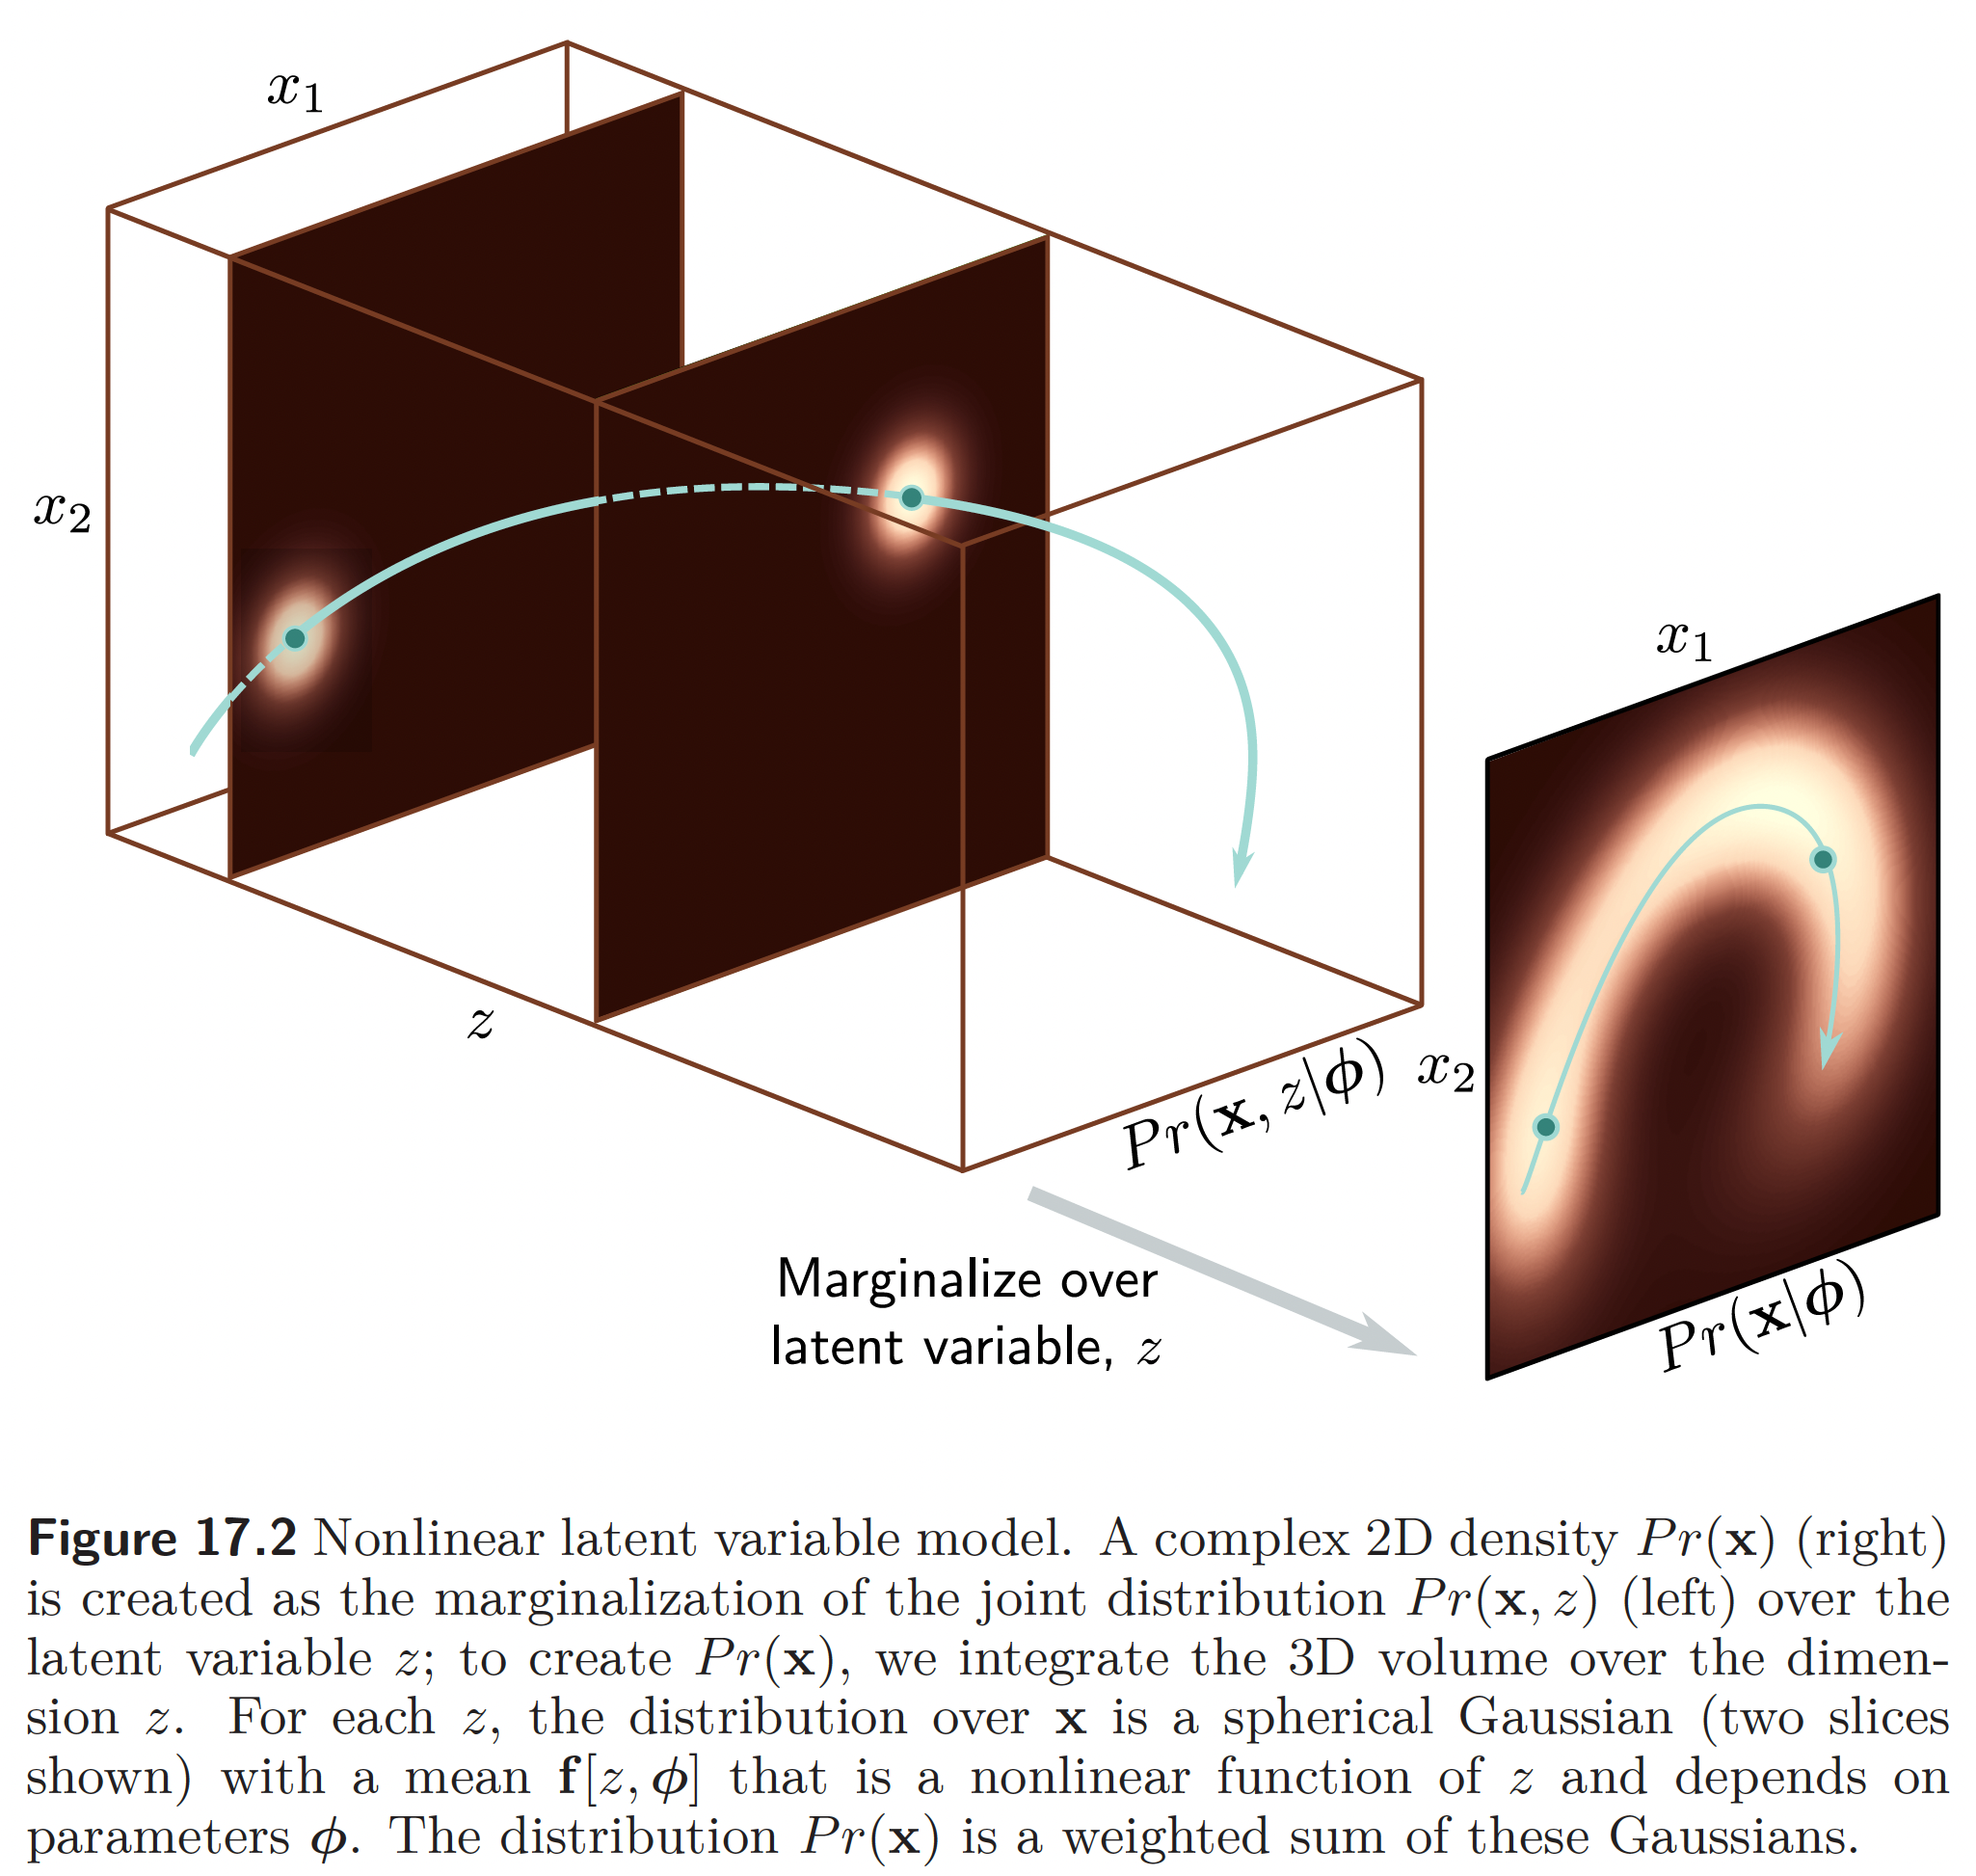 x₁
x₂
z
Pr(𝐱, z|ϕ)
x₁
x₂
Pr(𝐱|ϕ)
Marginalize over
latent variable, z
Figure 17.2 Nonlinear latent variable model. A complex 2D density Pr(𝐱) (right)
is created as the marginalization of the joint distribution Pr(𝐱, z) (left) over the
latent variable z; to create Pr(𝐱), we integrate the 3D volume over the dimen-
sion z. For each z, the distribution over 𝐱 is a spherical Gaussian (two slices
shown) with a mean 𝐟[z, ϕ] that is a nonlinear function of z and depends on
parameters ϕ. The distribution Pr(𝐱) is a weighted sum of these Gaussians.